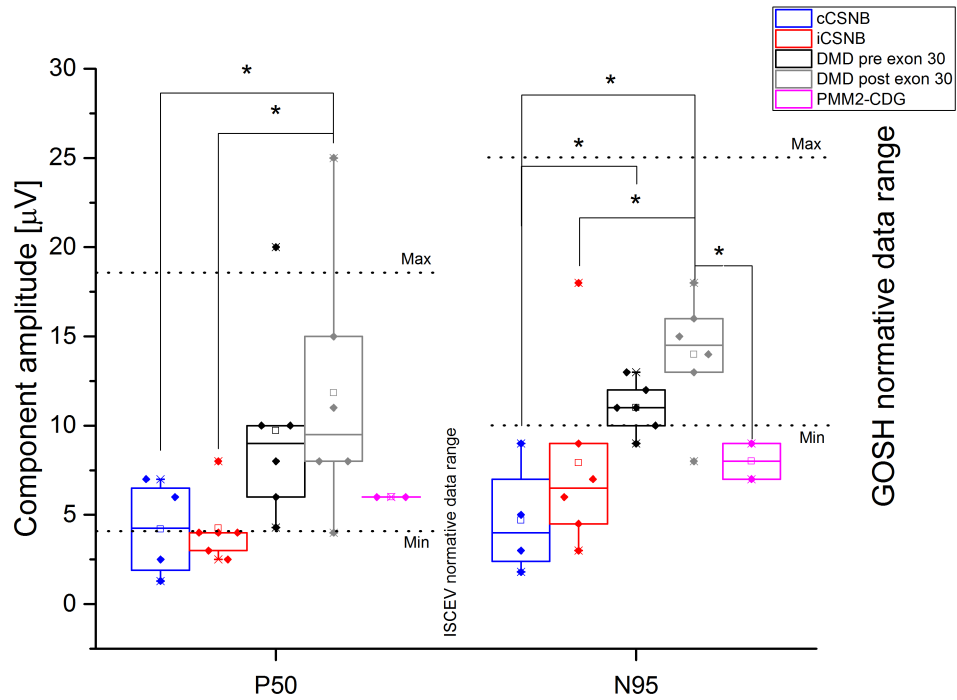 cCSNB
iCSNB
DMD pre exon 30
DMD post exon 30
PMM2-CDG
Component amplitude [μV]
30
25
20
15
10
5
0
*
*
*
*
*
*
Max
Min
Max
Min
ISCEV normative data range
GOSH normative data range
P50
N95